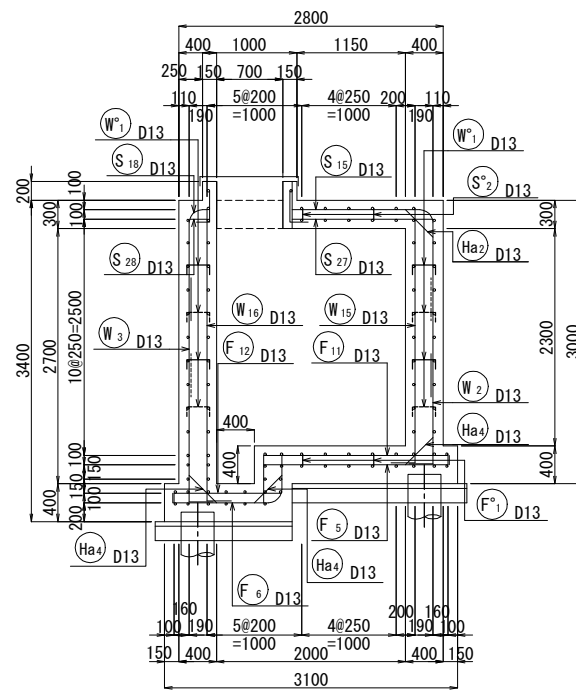 2800
400 1000 1150 400
250 150 700 150
110 190 5@200 =1000 4@250 =1000 200 190 110
W°1 D13
W°1 D13
S18 D13
S15 D13
S°2 D13
200 100
300 100
300
Ha2 D13
S28 D13
S27 D13
W16 D13
W15 D13
W3 D13
F12 D13
F11 D13
3400
2700
10@250=2500
2300
3000
W2 D13
400
Ha4 D13
400
100
150
150
100
400
200
400
F°1 D13
Ha4 D13
Ha4 D13
F5 D13
F6 D13
160 200 160
100 190 5@200 =1000 4@250 =1000 190 100
150 400 2000 400 150
3100